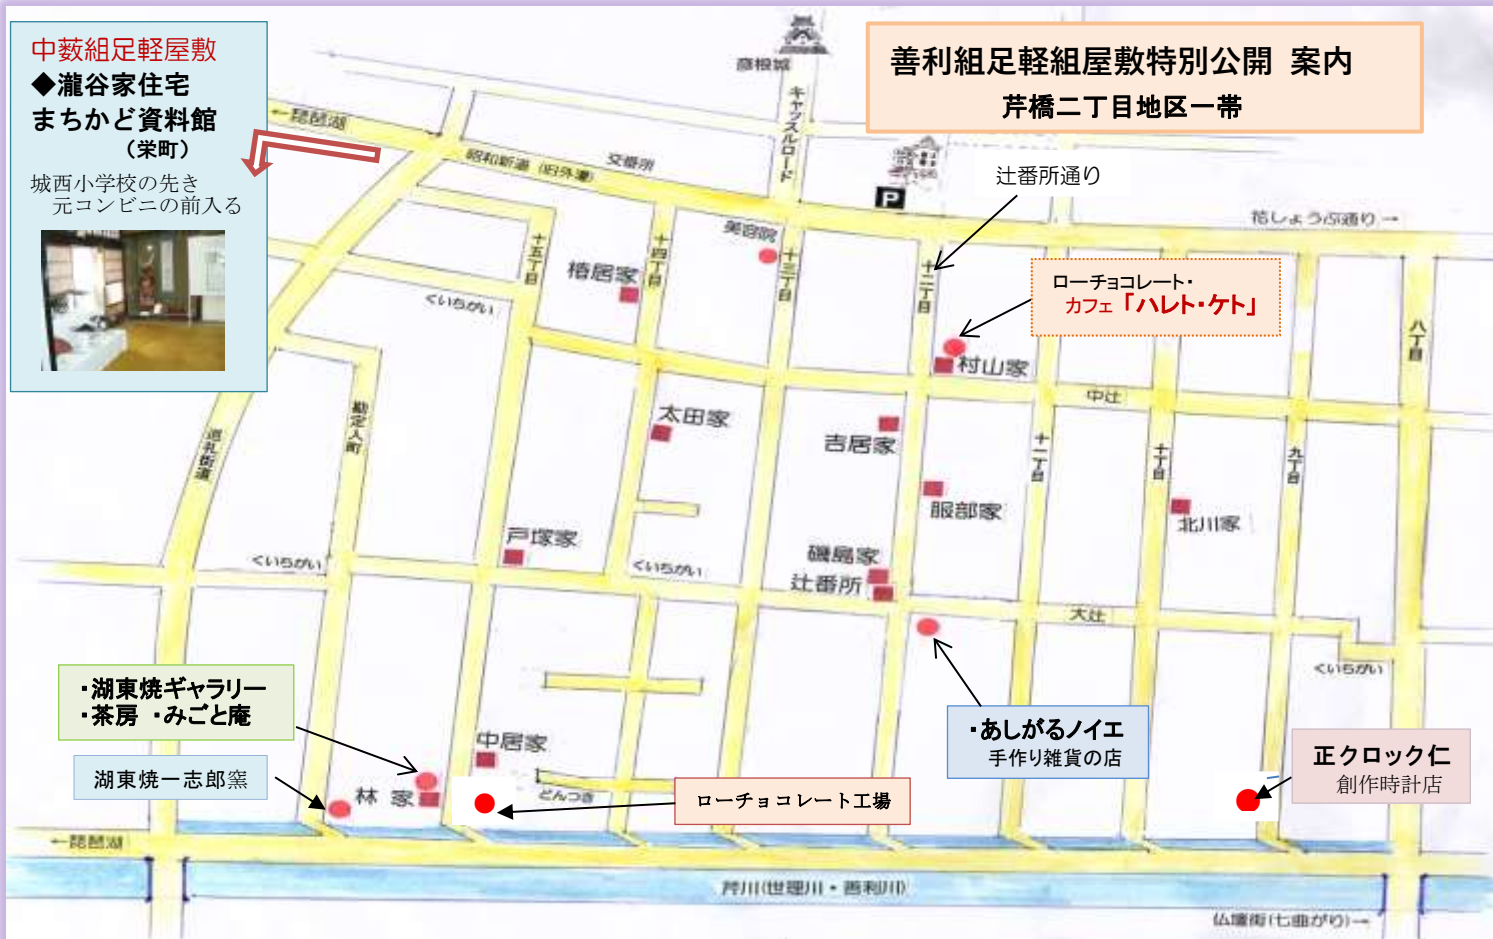 中薮組足軽屋敷
◆瀧谷家住宅
まちかど資料館
（栄町）
城西小学校の先き
元コンビニの前入る
善利組足軽組屋敷特別公開 案内
芹橋二丁目地区一帯
彦根城
キャッスルロード
←琵琶湖
昭和新道 (旧外濠)
交番所
P
辻番所通り
花しょうぶ通り→
美容院
十五丁目
十四丁目
十三丁目
十二丁目
椿居家
くいちがい
ローチョコレート・
カフェ「ハレト・ケト」
八丁目
村山家
中辻
勘定人町
巡礼街道
太田家
吉居家
十一丁目
十丁目
九丁目
服部家
北川家
戸塚家
くいちがい
くいちがい
磯島家
辻番所
大辻
くいちがい
・湖東焼ギャラリー
・茶房 ・みごと庵
湖東焼一志郎窯
中居家
林 家
どんつき
ローチョコレート工場
・あしがるノイエ
手作り雑貨の店
正クロック仁
創作時計店
←琵琶湖
芹川(世理川・善利川)
仏壇街(七曲がり)→